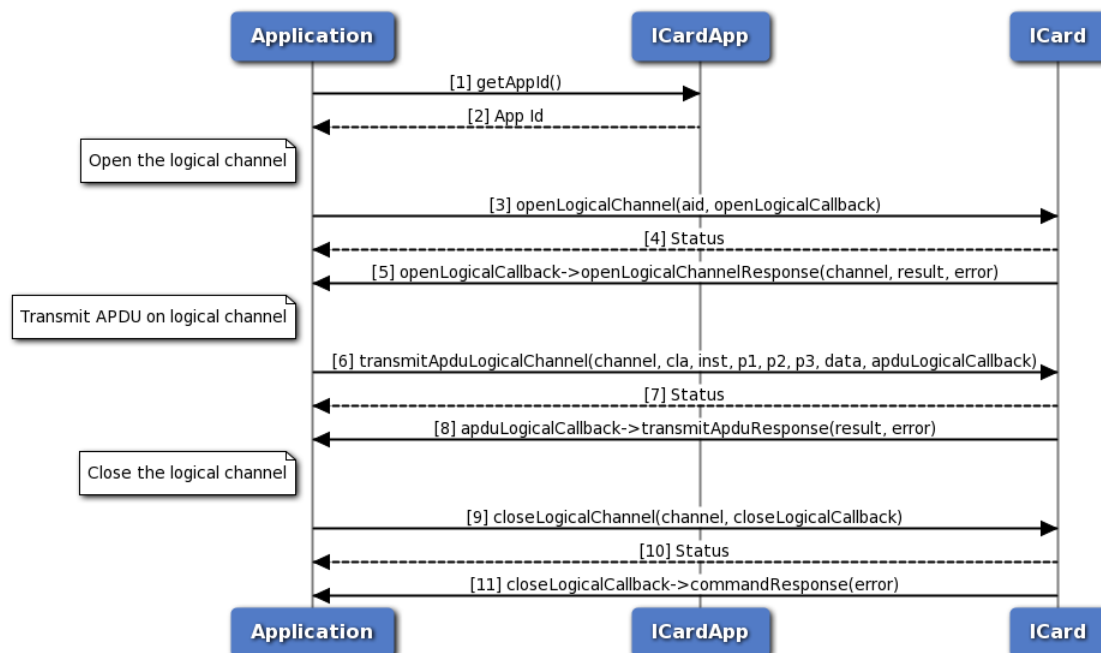 Application
ICardApp
ICard
[1] getAppId()
[2] App Id
Open the logical channel
[3] openLogicalChannel(aid, openLogicalCallback)
[4] Status
[5] openLogicalCallback->openLogicalChannelResponse(channel, result, error)
Transmit APDU on logical channel
[6] transmitApduLogicalChannel(channel, cla, inst, p1, p2, p3, data, apduLogicalCallback)
[7] Status
[8] apduLogicalCallback->transmitApduResponse(result, error)
Close the logical channel
[9] closeLogicalChannel(channel, closeLogicalCallback)
[10] Status
[11] closeLogicalCallback->commandResponse(error)
Application
ICardApp
ICard